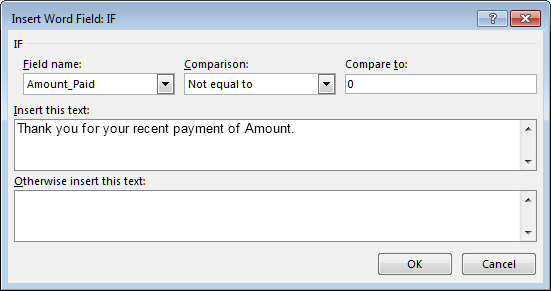 Insert Word Field: IF
IF
Field name: Comparison: Compare to:
Amount_Paid Not equal to 0
Insert this text:
Thank you for your recent payment of Amount.
Otherwise insert this text:
OK Cancel